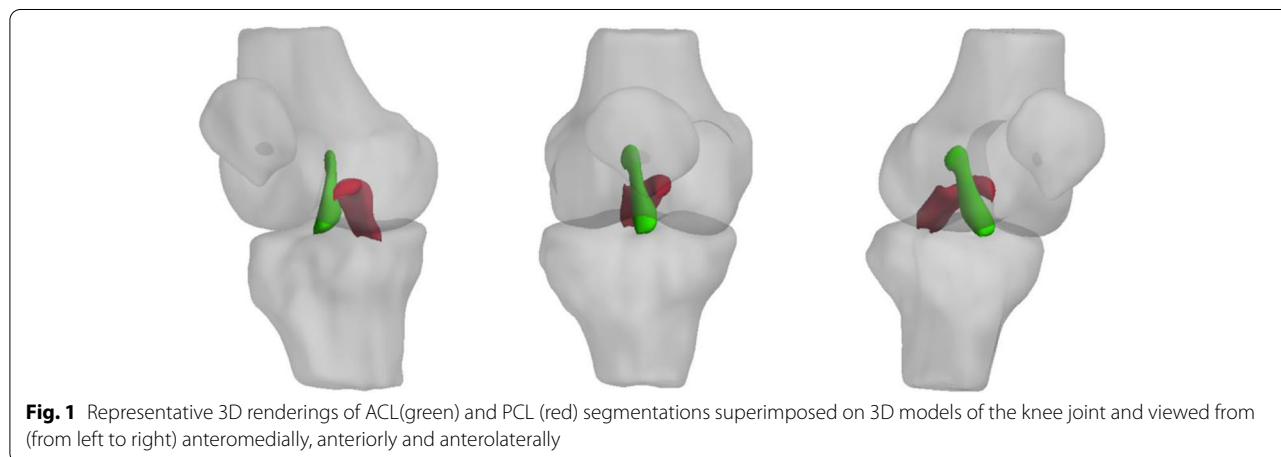 Fig. 1 Representative 3D renderings of ACL(green) and PCL (red) segmentations superimposed on 3D models of the knee joint and viewed from
(from left to right) anteromedially, anteriorly and anterolaterally